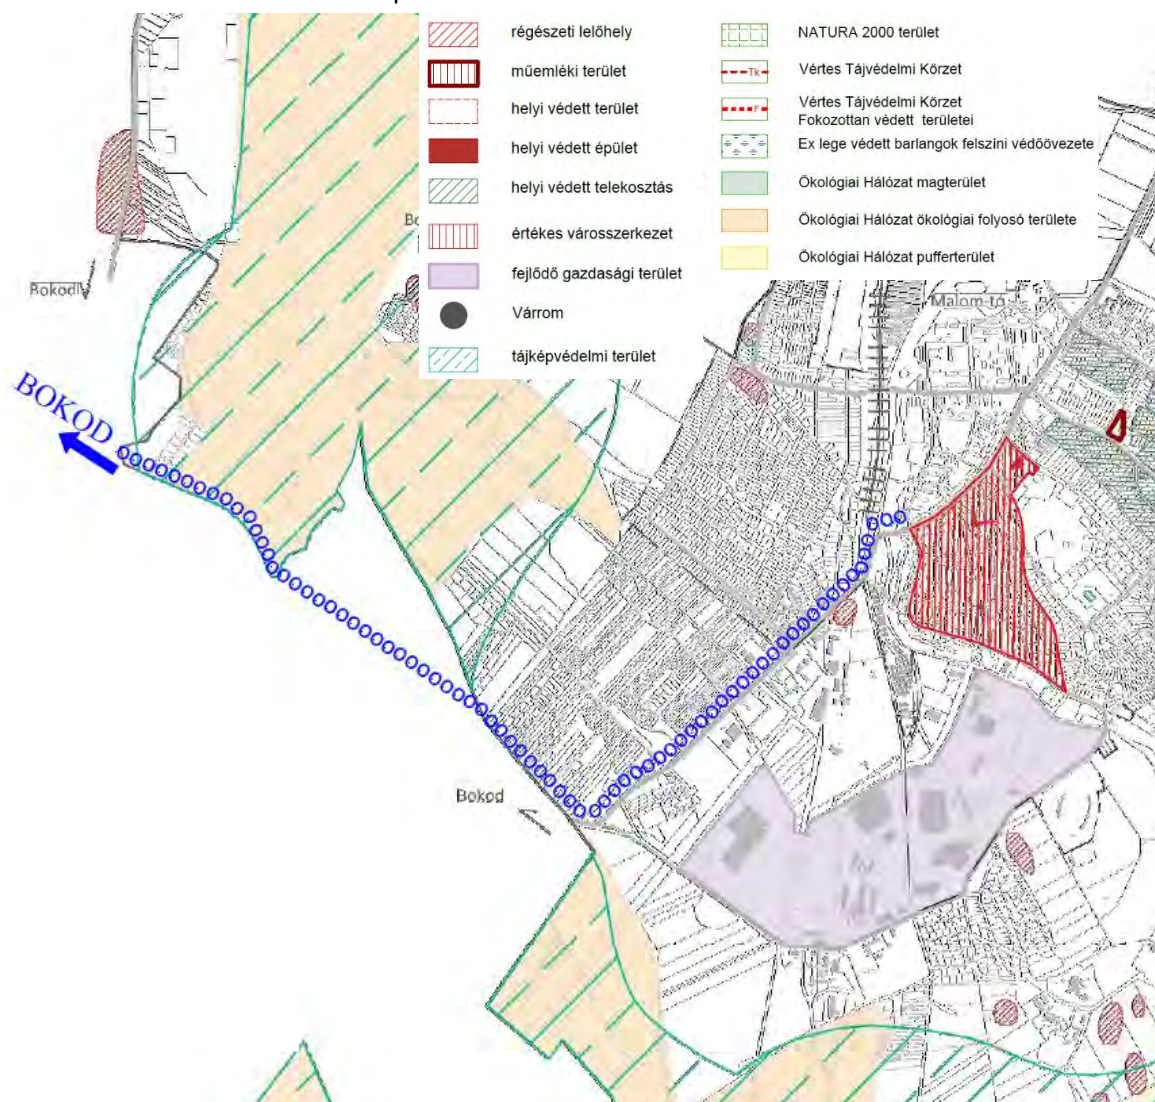 régészeti lelőhely
műemléki terület
helyi védett terület
helyi védett épület
helyi védett telekosztás
értékes városszerkezet
fejlődő gazdasági terület
Várrom
tájképvédelmi terület
NATURA 2000 terület
Tk
Vértes Tájvédelmi Körzet
F
Vértes Tájvédelmi Körzet
Fokozottan védett területei
Ex lege védett barlangok felszíni védőövezete
Ökológiai Hálózat magterület
Ökológiai Hálózat ökológiai folyosó területe
Ökológiai Hálózat pufferterület
Bo
Bokod
Malom-tó
BOKOD
Bokod